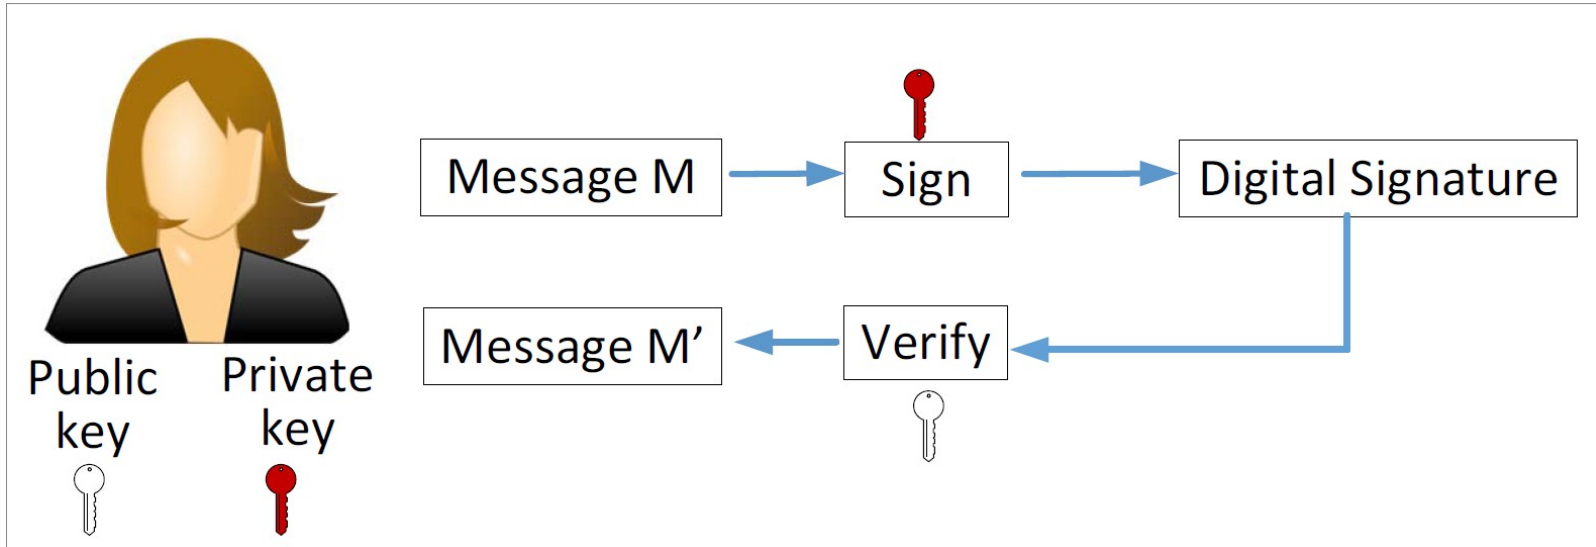 Message M
Sign
Digital Signature
Message M’
Verify
Public
key
Private
key